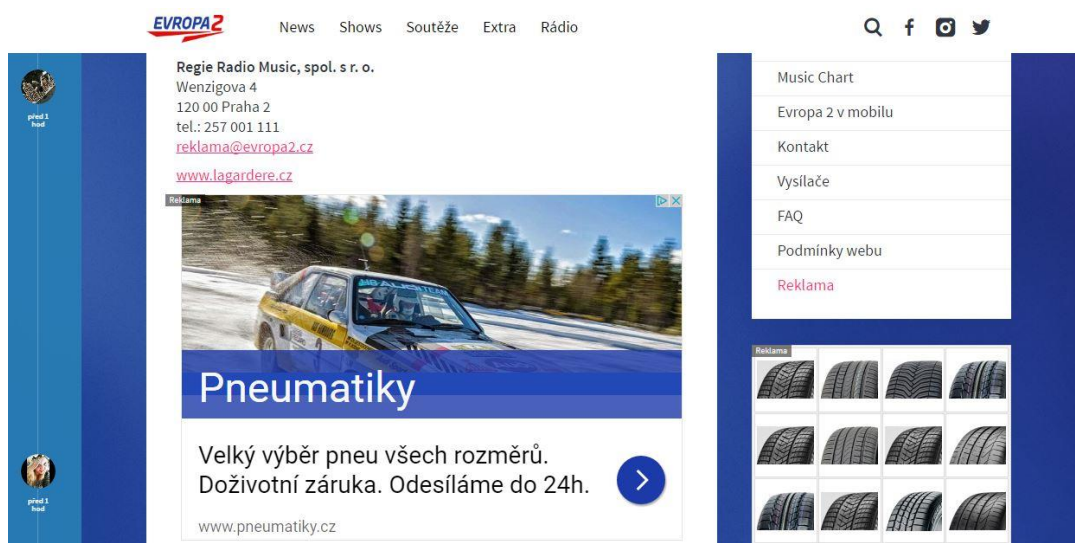 EVROPA2
News Shows Soutěže Extra Rádio
před 1
hod
Regie Radio Music, spol. s r. o.
Wenzigova 4
120 00 Praha 2
tel.: 257 001 111
reklama@evropa2.cz
www.lagardere.cz
Reklama
AUDI TEAM
Pneumatiky
Velký výběr pneu všech rozměrů.
Doživotní záruka. Odesíláme do 24h.
www.pneumatiky.cz
Music Chart
Evropa 2 v mobilu
Kontakt
Vysílače
FAQ
Podmínky webu
Reklama
Reklama
před 1
hod